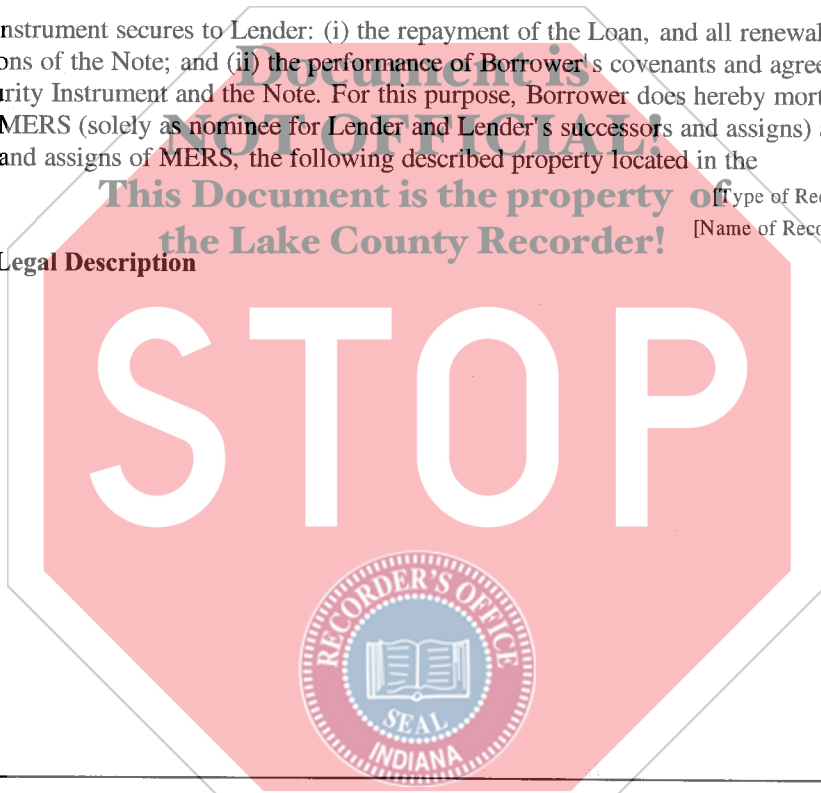 nstrument secures to Lender: (i) the repayment of the Loan, and all renewal
ons of the Note; and (ii) the performance of Borrower's covenants and agree
urity Instrument and the Note. For this purpose, Borrower does hereby mort
MERS (solely as nominee for Lender and Lender's successors and assigns)
and assigns of MERS, the following described property located in the
Document is
NOT OFFICIAL!
This Document is the property of
the Lake County Recorder!
[Type of Rec
[Name of Reco
Legal Description
STOP
RECORDER'S OFFICE
SEAL
INDIANA